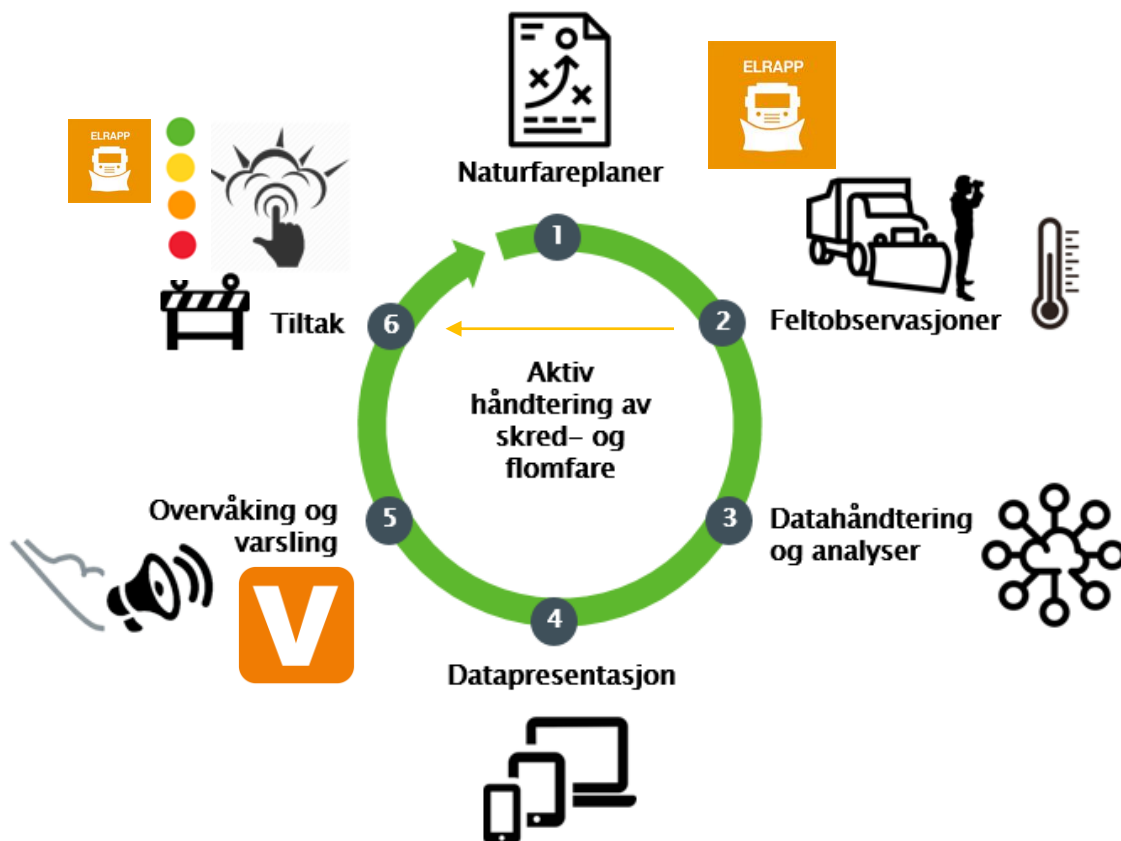 Naturfareplaner
ELRAPP
1
2
Feltobservasjoner
3
Datahåndtering
og analyser
4
Datapresentasjon
5
Overvåking og
varsling
V
6
Tiltak
ELRAPP
Aktiv
håndtering av
skred– og
flomfare